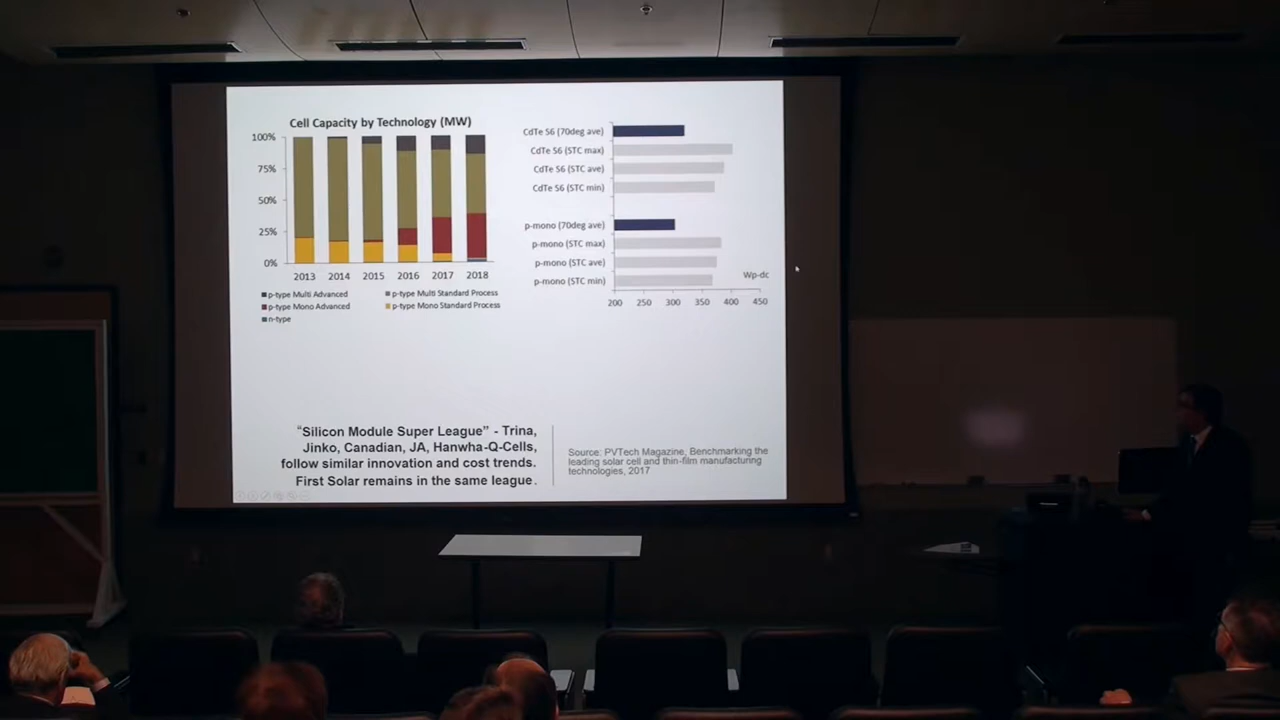 Cell Capacity by Technology (MW)
100%
75%
50%
25%
0%
2013 2014 2015 2016 2017 2018
p-type Multi Advanced
p-type Multi Standard Process
p-type Mono Advanced
p-type Mono Standard Process
n-type
CdTe S6 (70deg ave)
CdTe S6 (STC max)
CdTe S6 (STC ave)
CdTe S6 (STC min)
p-mono (70deg ave)
p-mono (STC max)
p-mono (STC ave)
p-mono (STC min)
Wp-dc
200 250 300 350 400 450
“Silicon Module Super League” - Trina,
Jinko, Canadian, JA, Hanwha-Q-Cells,
follow similar innovation and cost trends.
First Solar remains in the same league.
Source: PVTech Magazine, Benchmarking the
leading solar cell and thin-film manufacturing
technologies, 2017